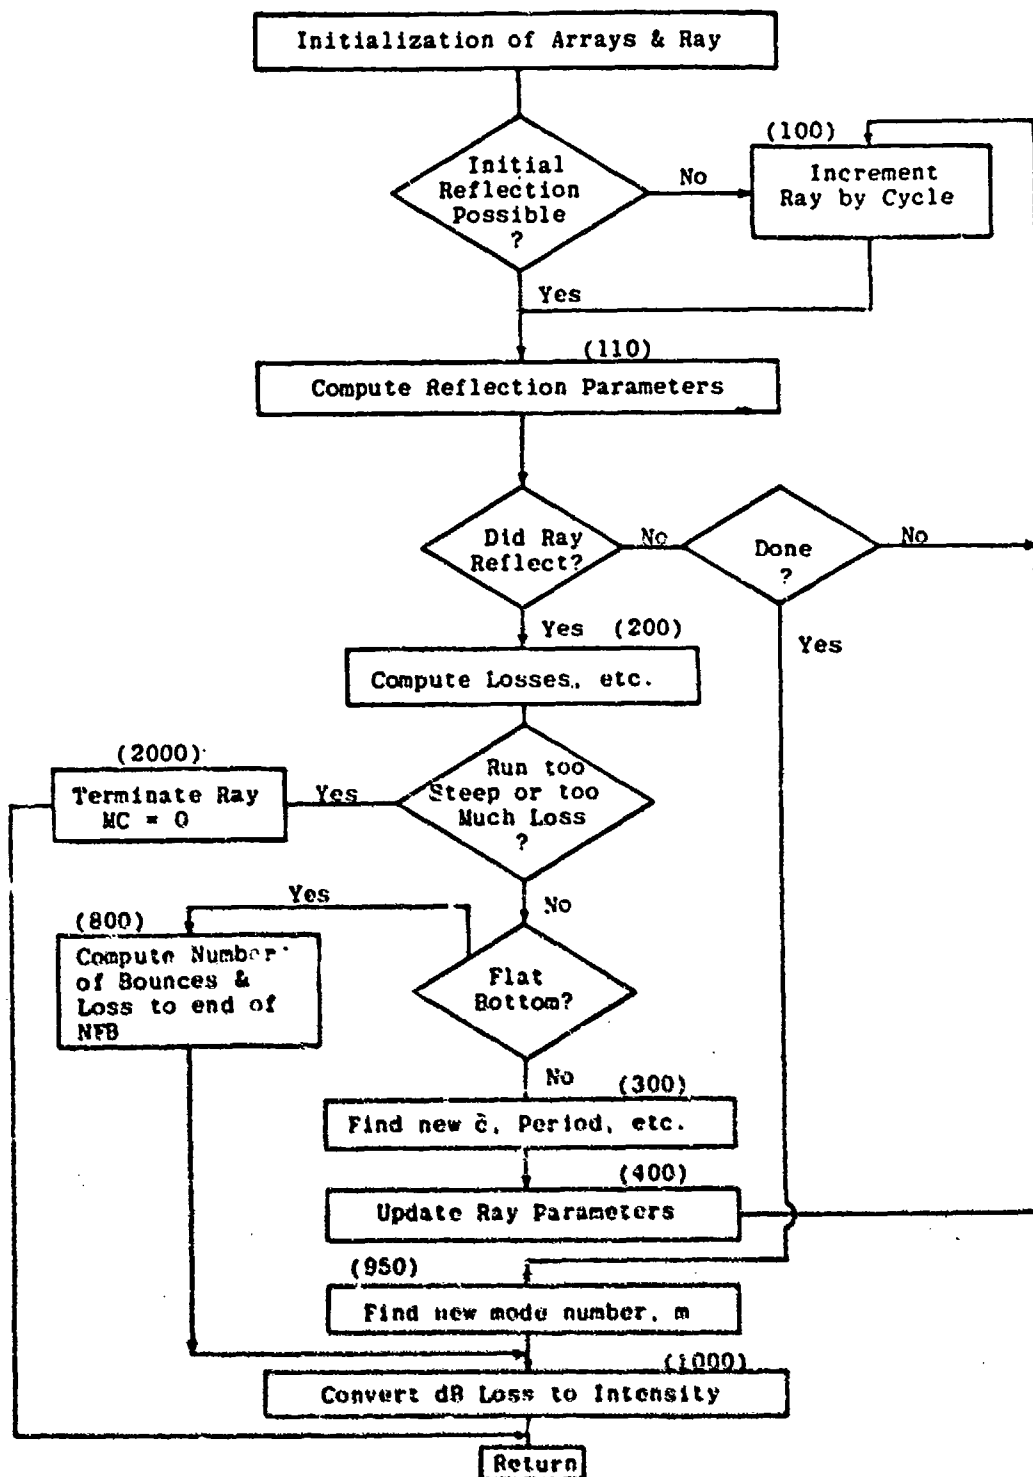 Initialization of Arrays & Ray
Initial
Reflection
Possible
?
No
(100)
Increment
Ray by Cycle
Yes
(110)
Compute Reflection Parameters
Did Ray
Reflect?
No
Done
?
No
Yes
Yes (200)
Compute Losses, etc.
(2000)
Terminate Ray
MC = 0
Yes
Run too
Steep or too
Much Loss
?
No
Yes
(800)
Compute Number
of Bounces &
Loss to end of
NFB
Flat
Bottom?
No
(300)
Find new c̃, Period, etc.
(400)
Update Ray Parameters
(950)
Find new mode number, m
(1000)
Convert dB Loss to Intensity
Return